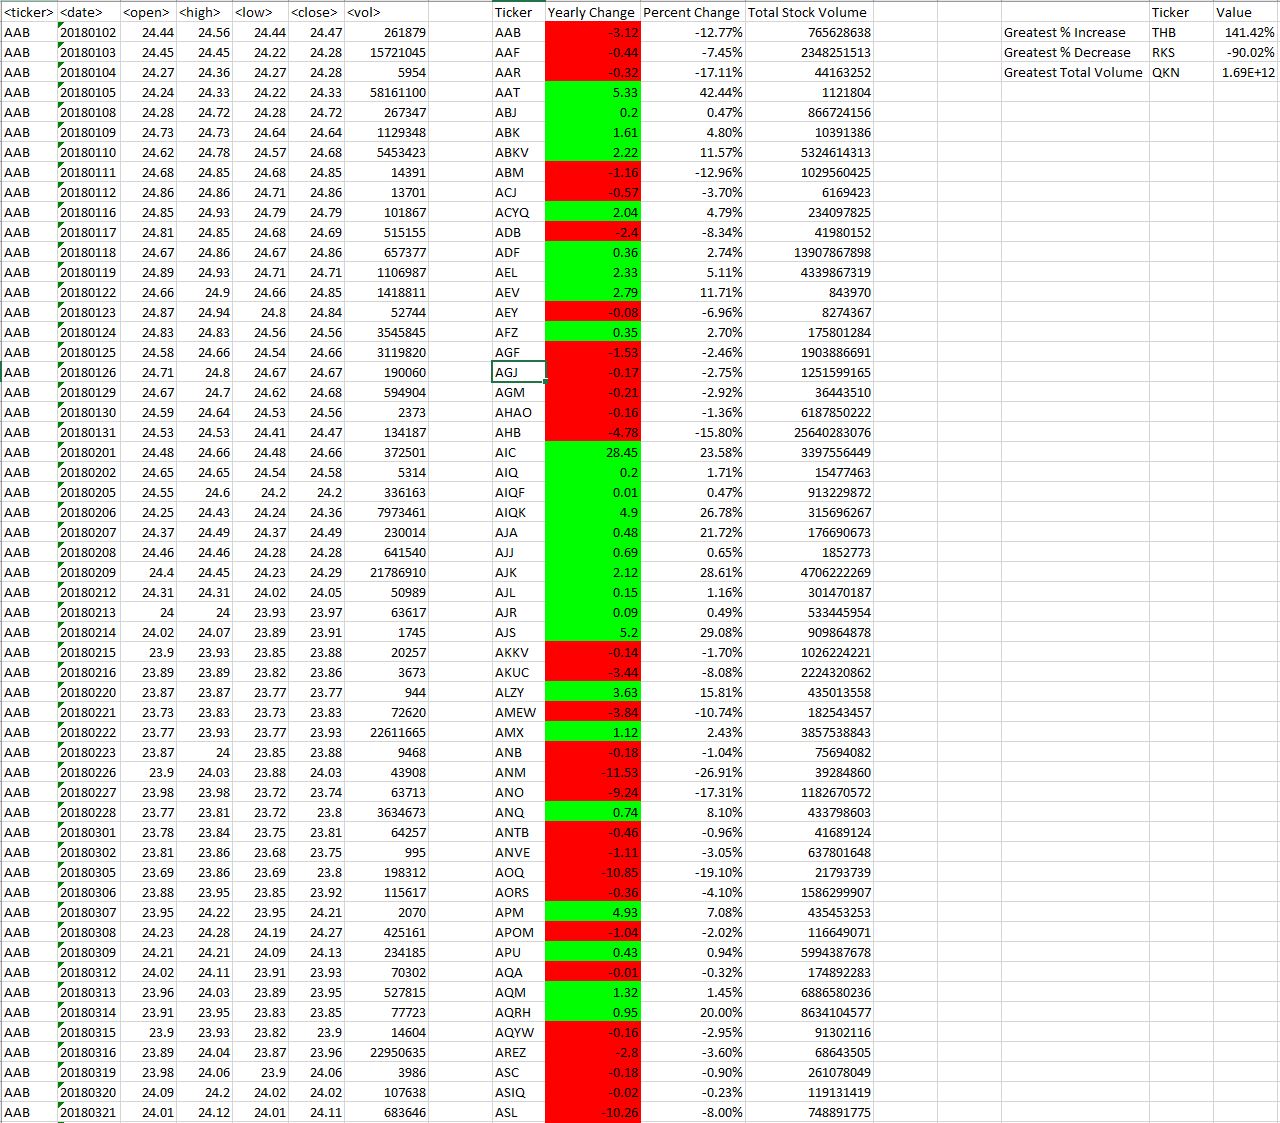 <ticker> <date> <open> <high> <low> <close> <vol> Ticker Yearly Change Percent Change Total Stock Volume Ticker Value
AAB 20180102 24.44 24.56 24.44 24.47 261879 AAB -3.12 -12.77% 765628638 Greatest % Increase THB 141.42%
AAB 20180103 24.45 24.45 24.22 24.28 15721045 AAF -0.44 -7.45% 2348251513 Greatest % Decrease RKS -90.02%
AAB 20180104 24.27 24.36 24.27 24.28 5954 AAR -0.32 -17.11% 44163252 Greatest Total Volume QKN 1.69E+12
AAB 20180105 24.24 24.33 24.22 24.33 58161100 AAT 5.33 42.44% 1121804
AAB 20180108 24.28 24.72 24.28 24.72 267347 ABJ 0.2 0.47% 866724156
AAB 20180109 24.73 24.73 24.64 24.64 1129348 ABK 1.61 4.80% 10391386
AAB 20180110 24.62 24.78 24.57 24.68 5453423 ABKV 2.22 11.57% 5324614313
AAB 20180111 24.68 24.85 24.68 24.85 14391 ABM -1.16 -12.96% 1029560425
AAB 20180112 24.86 24.86 24.71 24.86 13701 ACJ -0.57 -3.70% 6169423
AAB 20180116 24.85 24.93 24.79 24.79 101867 ACYQ 2.04 4.79% 234097825
AAB 20180117 24.81 24.85 24.68 24.69 515155 ADB -2.4 -8.34% 41980152
AAB 20180118 24.67 24.86 24.67 24.86 657377 ADF 0.36 2.74% 13907867898
AAB 20180119 24.89 24.93 24.71 24.71 1106987 AEL 2.33 5.11% 4339867319
AAB 20180122 24.66 24.9 24.66 24.85 1418811 AEV 2.79 11.71% 843970
AAB 20180123 24.87 24.94 24.8 24.84 52744 AEY -0.08 -6.96% 8274367
AAB 20180124 24.83 24.83 24.56 24.56 3545845 AFZ 0.35 2.70% 175801284
AAB 20180125 24.58 24.66 24.54 24.66 3119820 AGF -1.53 -2.46% 1903886691
AAB 20180126 24.71 24.8 24.67 24.67 190060 AGJ -0.17 -2.75% 1251599165
AAB 20180129 24.67 24.7 24.62 24.68 594904 AGM -0.21 -2.92% 36443510
AAB 20180130 24.59 24.64 24.53 24.56 2373 AHAO -0.16 -1.36% 6187850222
AAB 20180131 24.53 24.53 24.41 24.47 134187 AHB -4.78 -15.80% 25640283076
AAB 20180201 24.48 24.66 24.48 24.66 372501 AIC 28.45 23.58% 3397556449
AAB 20180202 24.65 24.65 24.54 24.58 5314 AIQ 0.2 1.71% 15477463
AAB 20180205 24.55 24.6 24.2 24.2 336163 AIQF 0.01 0.47% 913229872
AAB 20180206 24.25 24.43 24.24 24.36 7973461 AIQK 4.9 26.78% 315696267
AAB 20180207 24.37 24.49 24.37 24.49 230014 AJA 0.48 21.72% 176690673
AAB 20180208 24.46 24.46 24.28 24.28 641540 AJJ 0.69 0.65% 1852773
AAB 20180209 24.4 24.45 24.23 24.29 21786910 AJK 2.12 28.61% 4706222269
AAB 20180212 24.31 24.31 24.02 24.05 50989 AJL 0.15 1.16% 301470187
AAB 20180213 24 24 23.93 23.97 63617 AJR 0.09 0.49% 533445954
AAB 20180214 24.02 24.07 23.89 23.91 1745 AJS 5.2 29.08% 909864878
AAB 20180215 23.9 23.93 23.85 23.88 20257 AKKV -0.14 -1.70% 1026224221
AAB 20180216 23.89 23.89 23.82 23.86 3673 AKUC -3.44 -8.08% 2224320862
AAB 20180220 23.87 23.87 23.77 23.77 944 ALZY 3.63 15.81% 435013558
AAB 20180221 23.73 23.83 23.73 23.83 72620 AMEW -3.84 -10.74% 182543457
AAB 20180222 23.77 23.93 23.77 23.93 22611665 AMX 1.12 2.43% 3857538843
AAB 20180223 23.87 24 23.85 23.88 9468 ANB -0.18 -1.04% 75694082
AAB 20180226 23.9 24.03 23.88 24.03 43908 ANM -11.53 -26.91% 39284860
AAB 20180227 23.98 23.98 23.72 23.74 63713 ANO -9.24 -17.31% 1182670572
AAB 20180228 23.77 23.81 23.72 23.8 3634673 ANQ 0.74 8.10% 433798603
AAB 20180301 23.78 23.84 23.75 23.81 64257 ANTB -0.46 -0.96% 41689124
AAB 20180302 23.81 23.86 23.68 23.75 995 ANVE -1.11 -3.05% 637801648
AAB 20180305 23.69 23.86 23.69 23.8 198312 AOQ -10.85 -19.10% 21793739
AAB 20180306 23.88 23.95 23.85 23.92 115617 AORS -0.36 -4.10% 1586299907
AAB 20180307 23.95 24.22 23.95 24.21 2070 APM 4.93 7.08% 435453253
AAB 20180308 24.23 24.28 24.19 24.27 425161 APOM -1.04 -2.02% 116649071
AAB 20180309 24.21 24.21 24.09 24.13 234185 APU 0.43 0.94% 5994387678
AAB 20180312 24.02 24.11 23.91 23.93 70302 AQA -0.01 -0.32% 174892283
AAB 20180313 23.96 24.03 23.89 23.95 527815 AQM 1.32 1.45% 6886580236
AAB 20180314 23.91 23.95 23.83 23.85 77723 AQRH 0.95 20.00% 8634104577
AAB 20180315 23.9 23.93 23.82 23.9 14604 AQYW -0.16 -2.95% 91302116
AAB 20180316 23.89 24.04 23.87 23.96 22950635 AREZ -2.8 -3.60% 68643505
AAB 20180319 23.98 24.06 23.9 24.06 3986 ASC -0.18 -0.90% 261078049
AAB 20180320 24.09 24.2 24.02 24.02 107638 ASIQ -0.02 -0.23% 119131419
AAB 20180321 24.01 24.12 24.01 24.11 683646 ASL -10.26 -8.00% 748891775